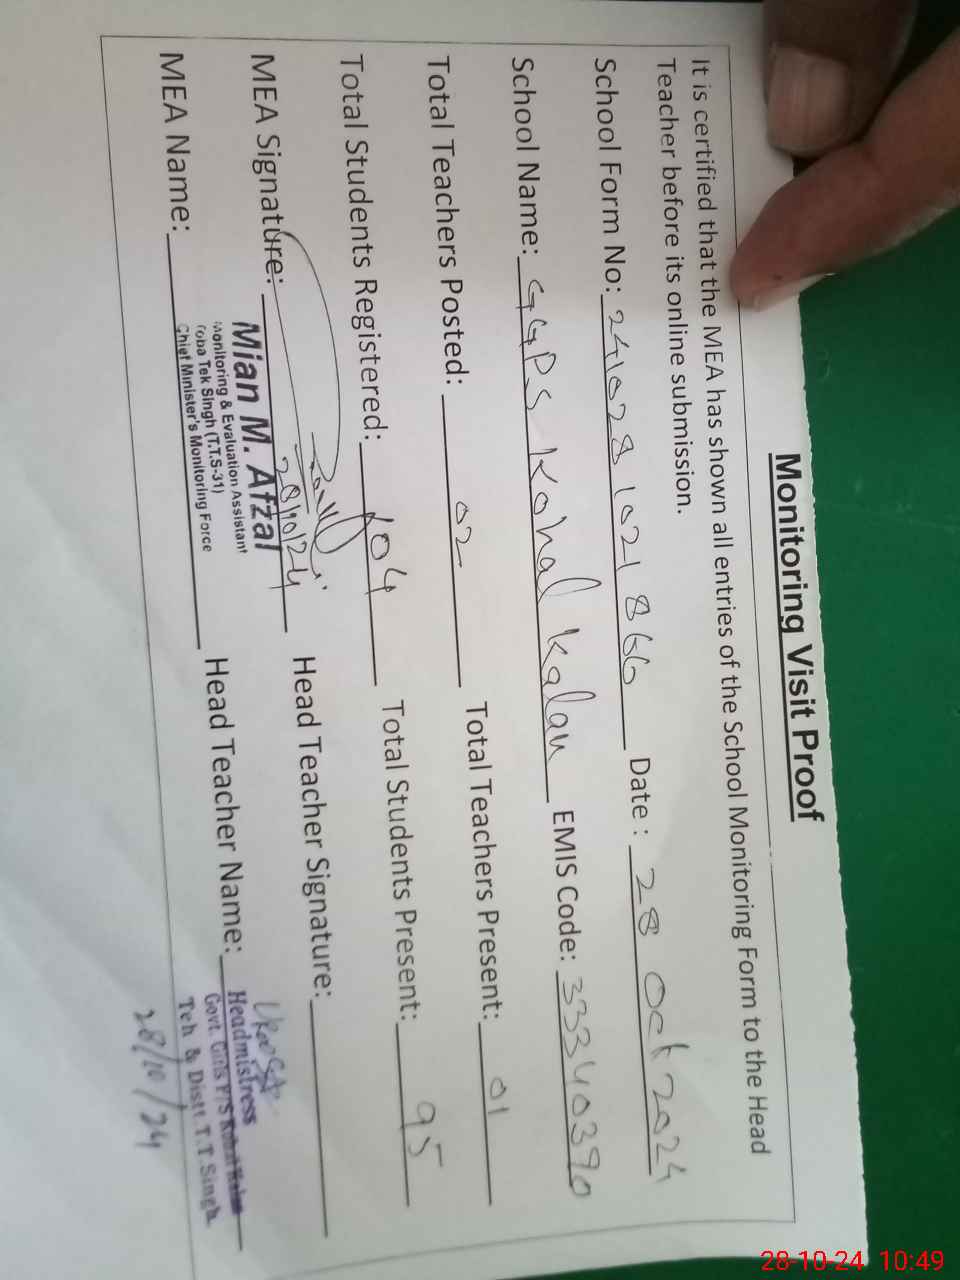 Monitoring Visit Proof
It is certified that the MEA has shown all entries of the School Monitoring Form to the Head
Teacher before its online submission.
School Form No: 241028 1021 866 Date : 28 Oct 2024
School Name: GGPS Kohal Kalan EMIS Code: 33340390
Total Teachers Posted: 02 Total Teachers Present: 01
Total Students Registered: 104 Total Students Present: 95
MEA Signature: 28/10/24 Head Teacher Signature:
MEA Name: Mian M. Afzal Head Teacher Name:
Monitoring & Evaluation Assistant
Toba Tek Singh (T.T.S-31)
Chief Minister's Monitoring Force
Headmistress
Govt. Girls P/S
Teh & Distt. T.T.Singh
28/10/24
28-10-24 10:49